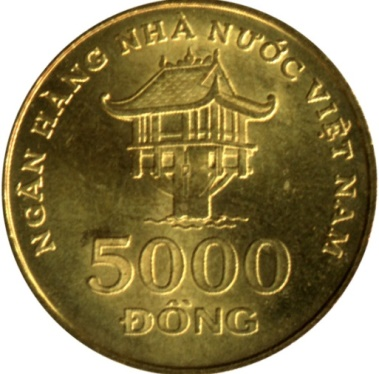 NGÂN HÀNG NHÀ NƯỚC VIỆT NAM
5000
ĐỒNG